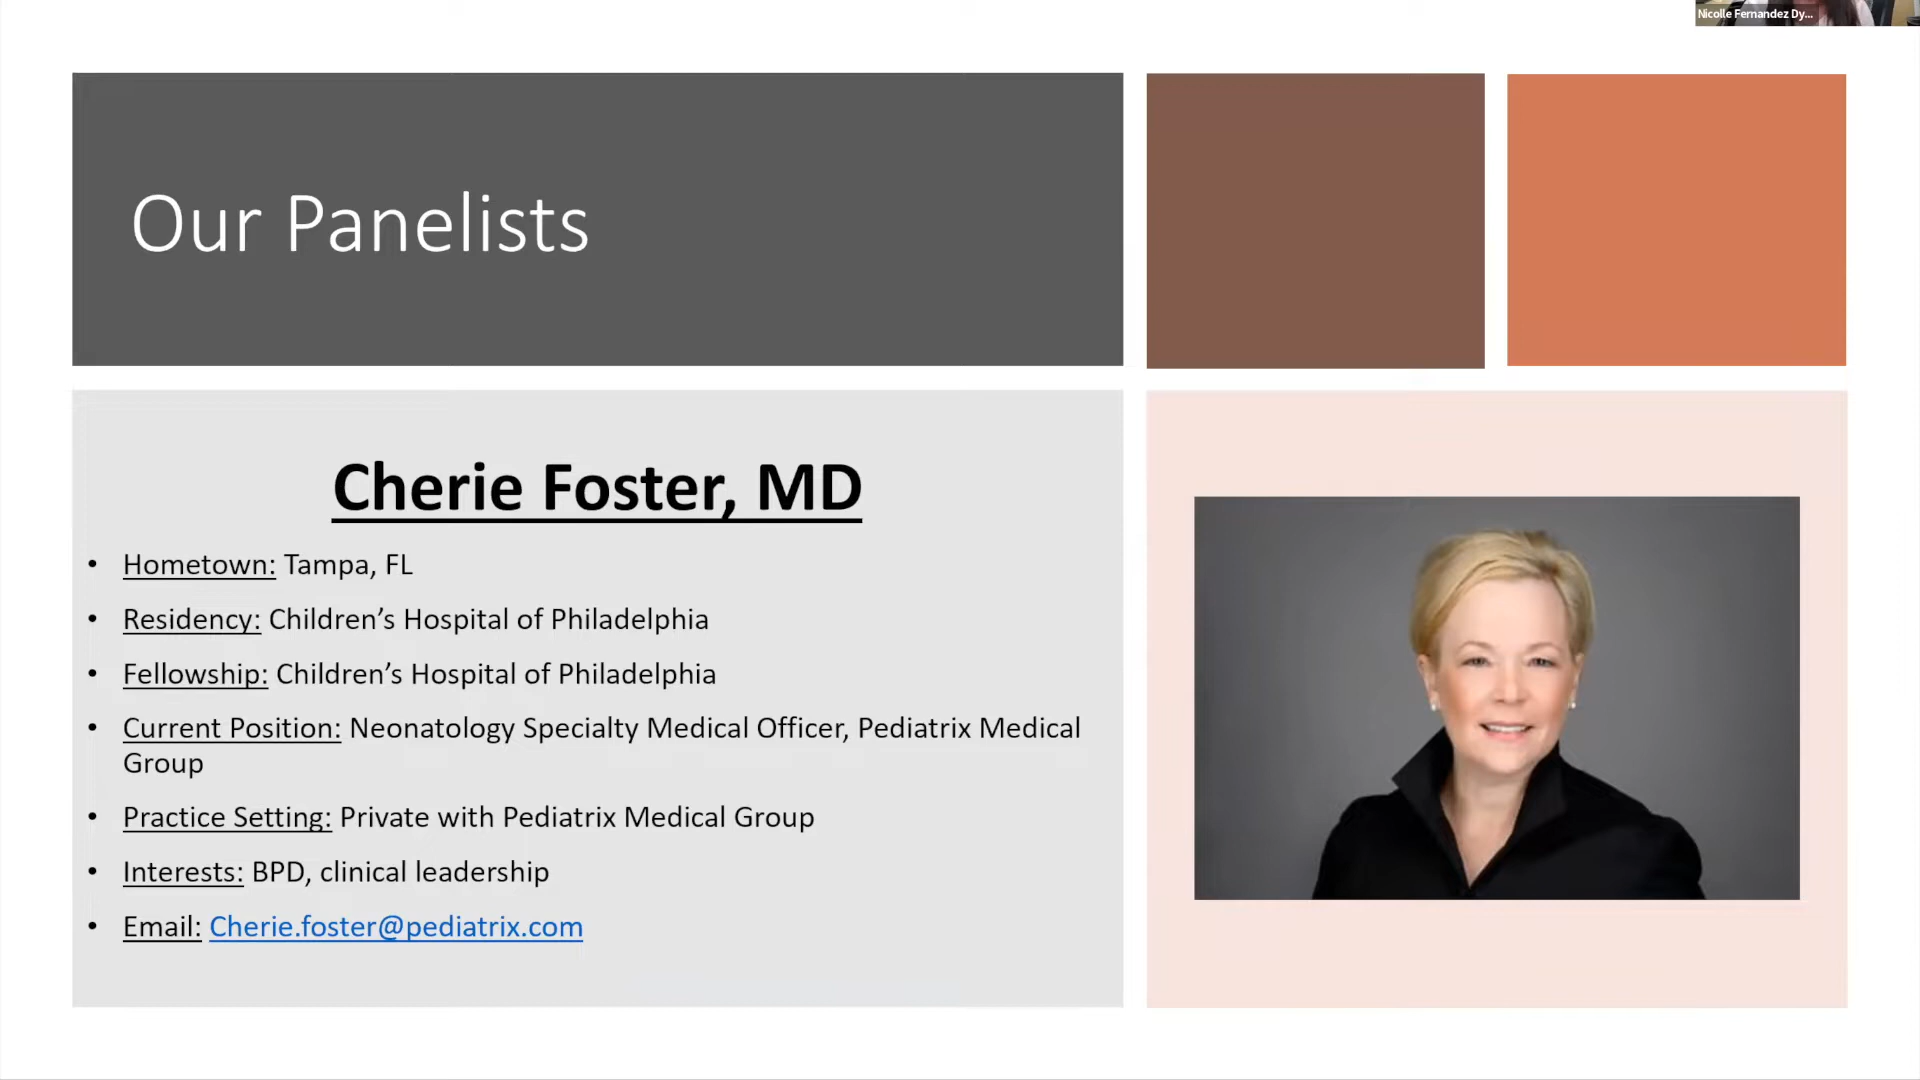 Nicolle Fernandez Dy...
Our Panelists
Cherie Foster, MD
• Hometown: Tampa, FL
• Residency: Children’s Hospital of Philadelphia
• Fellowship: Children’s Hospital of Philadelphia
• Current Position: Neonatology Specialty Medical Officer, Pediatrix Medical
Group
• Practice Setting: Private with Pediatrix Medical Group
• Interests: BPD, clinical leadership
• Email: Cherie.foster@pediatrix.com